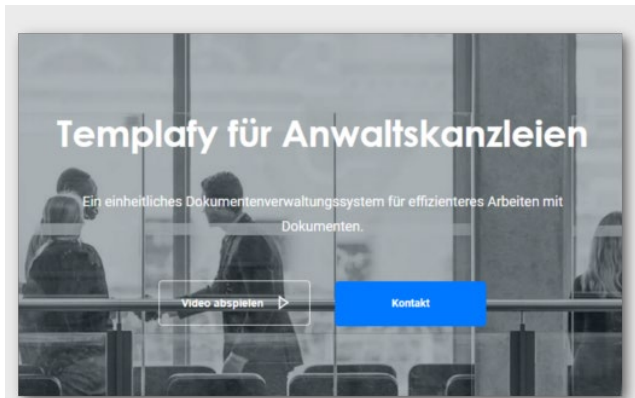 Templafy für Anwaltskanzleien
Ein einheitliches Dokumentenverwaltungssystem für effizienteres Arbeiten mit
Dokumenten.
Video abspielen
Kontakt